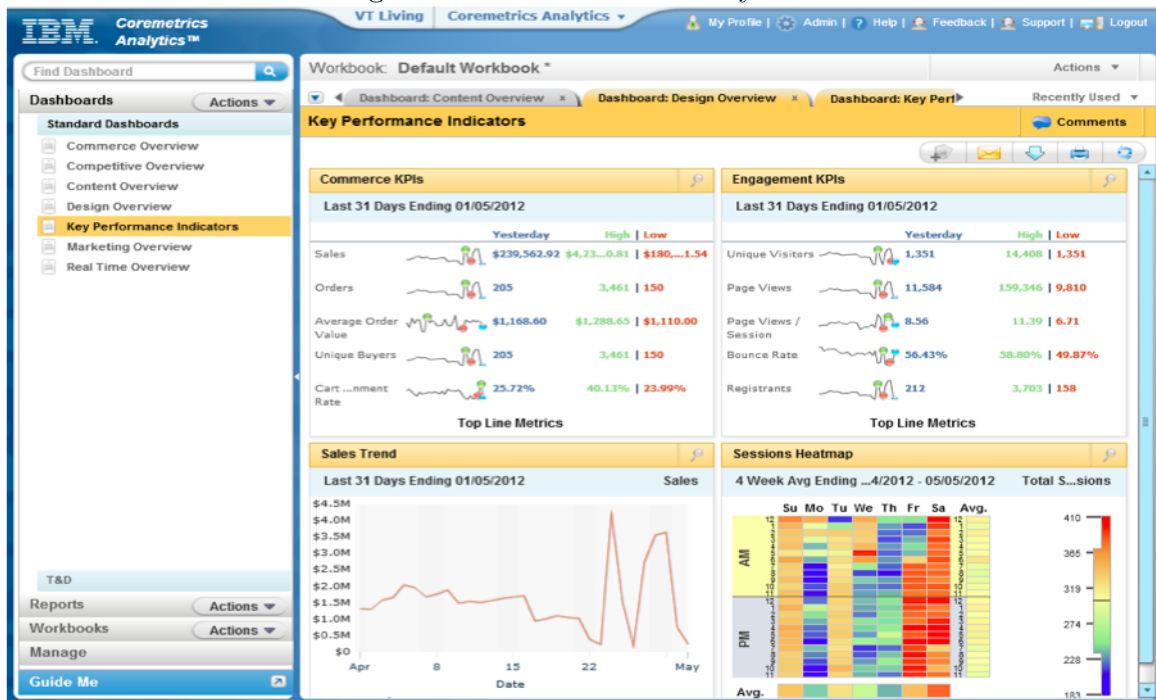 VT Living Coremetrics Analytics
My Profile | Admin | Help | Feedback | Support | Logout
IBM. Coremetrics
Analytics™
Find Dashboard
Dashboards Actions
Standard Dashboards
Commerce Overview
Competitive Overview
Content Overview
Design Overview
Key Performance Indicators
Marketing Overview
Real Time Overview
T&D
Reports Actions
Workbooks Actions
Manage
Guide Me
Workbook: Default Workbook * Actions
Dashboard: Content Overview x Dashboard: Design Overview x Dashboard: Key Perf Recently Used
Key Performance Indicators Comments
Commerce KPIs
Last 31 Days Ending 01/05/2012
Yesterday High | Low
Sales $239,562.92 $4,23...0.81 | $180,...1.54
Orders 205 3,461 | 150
Average Order Value $1,168.60 $1,288.65 | $1,110.00
Unique Buyers 205 3,461 | 150
Cart ...nment Rate 25.72% 40.13% | 23.99%
Top Line Metrics
Engagement KPIs
Last 31 Days Ending 01/05/2012
Yesterday High | Low
Unique Visitors 1,351 14,408 | 1,351
Page Views 11,584 159,346 | 9,810
Page Views / Session 8.56 11.39 | 6.71
Bounce Rate 56.43% 58.80% | 49.87%
Registrants 212 3,703 | 158
Top Line Metrics
Sales Trend
Last 31 Days Ending 01/05/2012 Sales
$4.5M
$4.0M
$3.5M
$3.0M
$2.5M
$2.0M
$1.5M
$1.0M
$0.5M
$0
Apr 8 15 22 May
Date
Sessions Heatmap
4 Week Avg Ending ...4/2012 - 05/05/2012 Total S...sions
Su Mo Tu We Th Fr Sa Avg.
AM
PM
Avg.
410
365
319
274
228